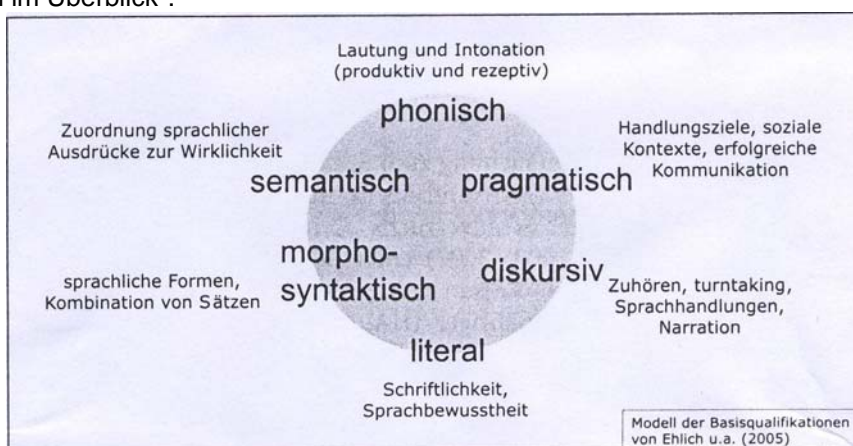 im Überblick“:
Lautung und Intonation
(produktiv und rezeptiv)
phonisch
Zuordnung sprachlicher
Ausdrücke zur Wirklichkeit
Handlungsziele, soziale
Kontexte, erfolgreiche
Kommunikation
semantisch
pragmatisch
morpho-
syntaktisch
sprachliche Formen,
Kombination von Sätzen
diskursiv
Zuhören, turntaking,
Sprachhandlungen,
Narration
literal
Schriftlichkeit,
Sprachbewusstheit
Modell der Basisqualifikationen
von Ehlich u.a. (2005)